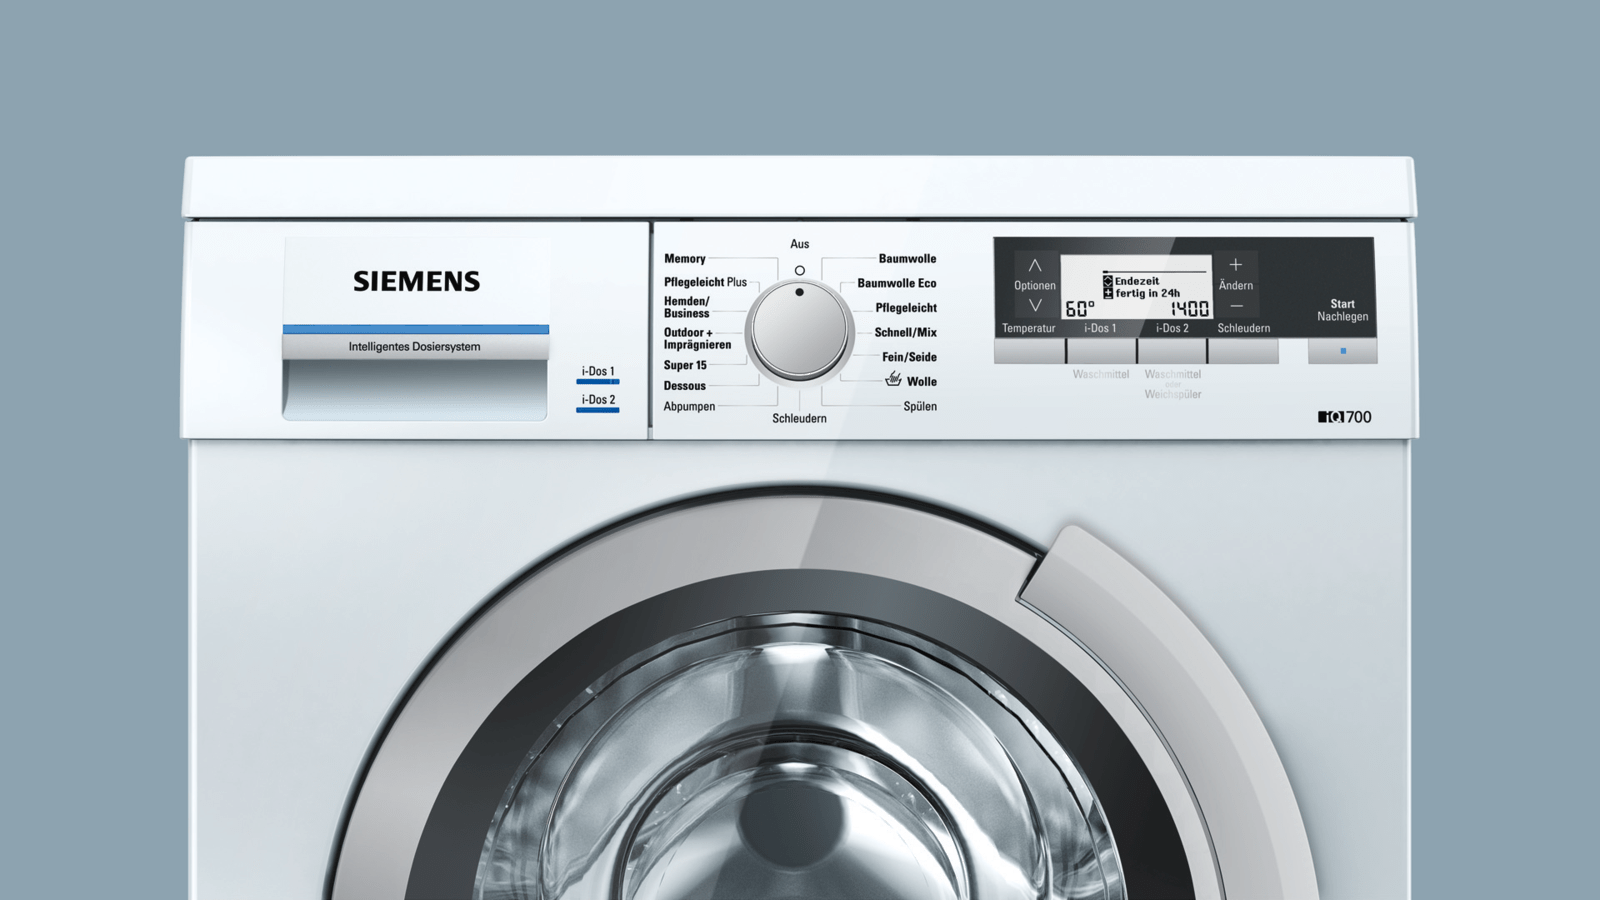 SIEMENS
Intelligentes Dosiersystem
i-Dos 1
i-Dos 2
Aus
Memory
Pflegeleicht Plus
Hemden/
Business
Outdoor +
Imprägnieren
Super 15
Dessous
Abpumpen
Schleudern
Baumwolle
Baumwolle Eco
Pflegeleicht
Schnell/Mix
Fein/Seide
Wolle
Spülen
Optionen
Endezeit
fertig in 24h
60° 1400
+
Ändern
–
Temperatur i-Dos 1 i-Dos 2 Schleudern
Start
Nachlegen
Waschmittel
Waschmittel
oder
Weichspüler
iQ700